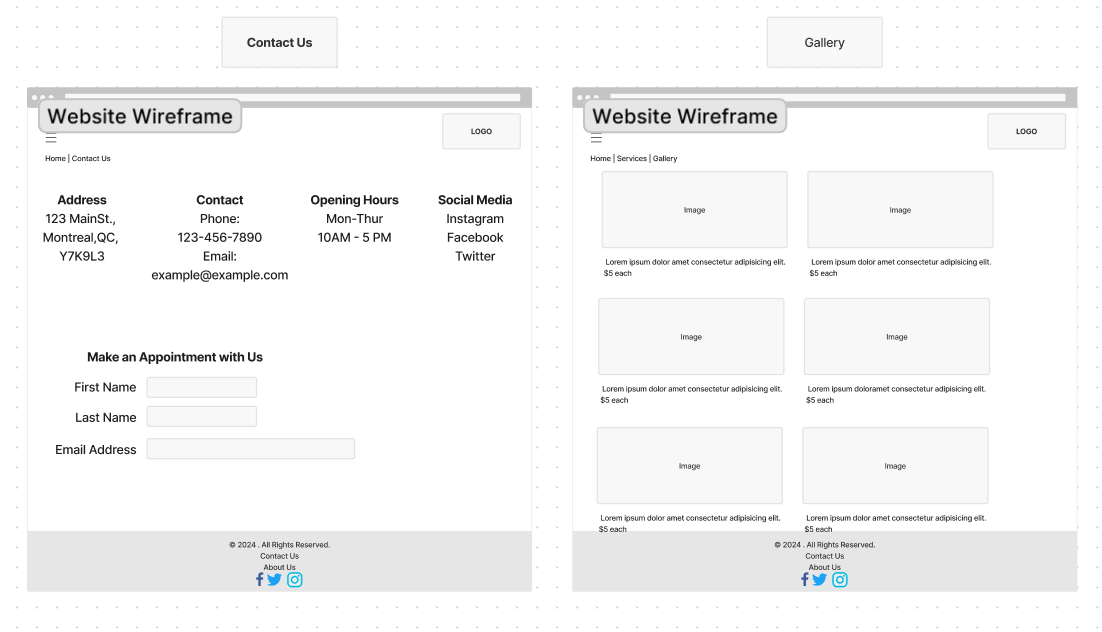 Contact Us
Website Wireframe
LOGO
Home | Contact Us
Address
123 MainSt.,
Montreal,QC,
Y7K9L3
Contact
Phone:
123-456-7890
Email:
example@example.com
Opening Hours
Mon-Thur
10AM - 5 PM
Social Media
Instagram
Facebook
Twitter
Make an Appointment with Us
First Name
Last Name
Email Address
© 2024 . All Rights Reserved.
Contact Us
About Us
Gallery
Website Wireframe
LOGO
Home | Services | Gallery
Image
Image
Lorem ipsum dolor amet consectetur adipisicing elit.
$5 each
Lorem ipsum dolor amet consectetur adipisicing elit.
$5 each
Image
Image
Lorem ipsum dolor amet consectetur adipisicing elit.
$5 each
Lorem ipsum doloramet consectetur adipisicing elit.
$5 each
Image
Image
Lorem ipsum dolor amet consectetur adipisicing elit.
$5 each
Lorem ipsum dolor amet consectetur adipisicing elit.
$5 each
© 2024 . All Rights Reserved.
Contact Us
About Us